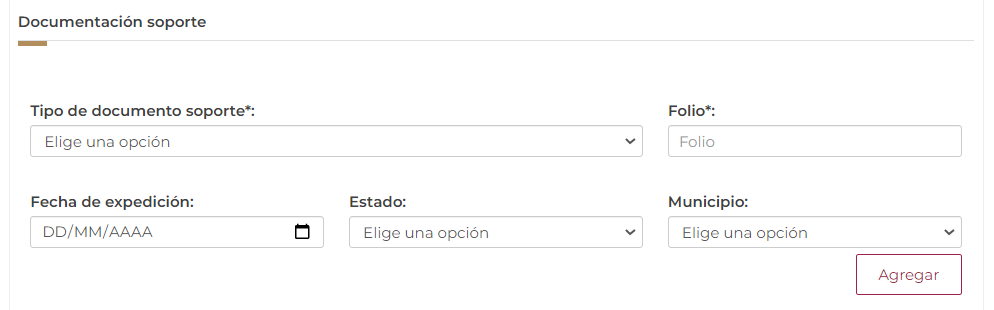 Documentación soporte
Tipo de documento soporte*: Folio*:
Elige una opción Folio
Fecha de expedición: Estado: Municipio:
DD/MM/AAAA Elige una opción Elige una opción
Agregar